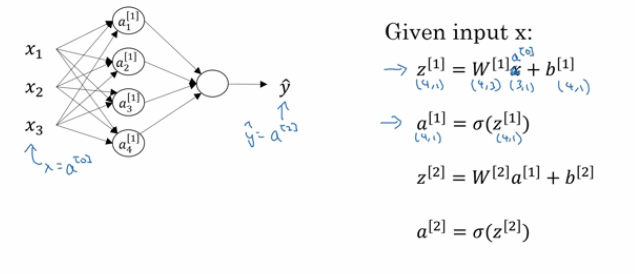 Given input x:
x₁
x₂
x₃
x = a^[0]
a₁^[1]
a₂^[1]
a₃^[1]
a₄^[1]
ŷ
ŷ = a^[2]
→ z^[1] = W^[1] x a^[0] + b^[1]
(4,1) (4,3) (3,1) (4,1)
→ a^[1] = σ(z^[1])
(4,1) (4,1)
z^[2] = W^[2] a^[1] + b^[2]
a^[2] = σ(z^[2])